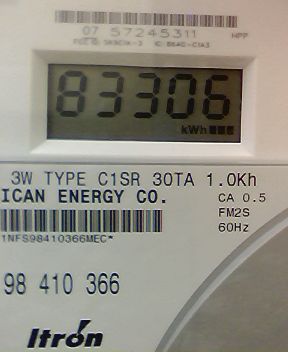 07 57245311 HPP
83306
kWh
3W TYPE C1SR 30TA 1.0Kh
ICAN ENERGY CO. CA 0.5
FM2S
60Hz
1NFS98410366MEC*
98 410 366
Itron